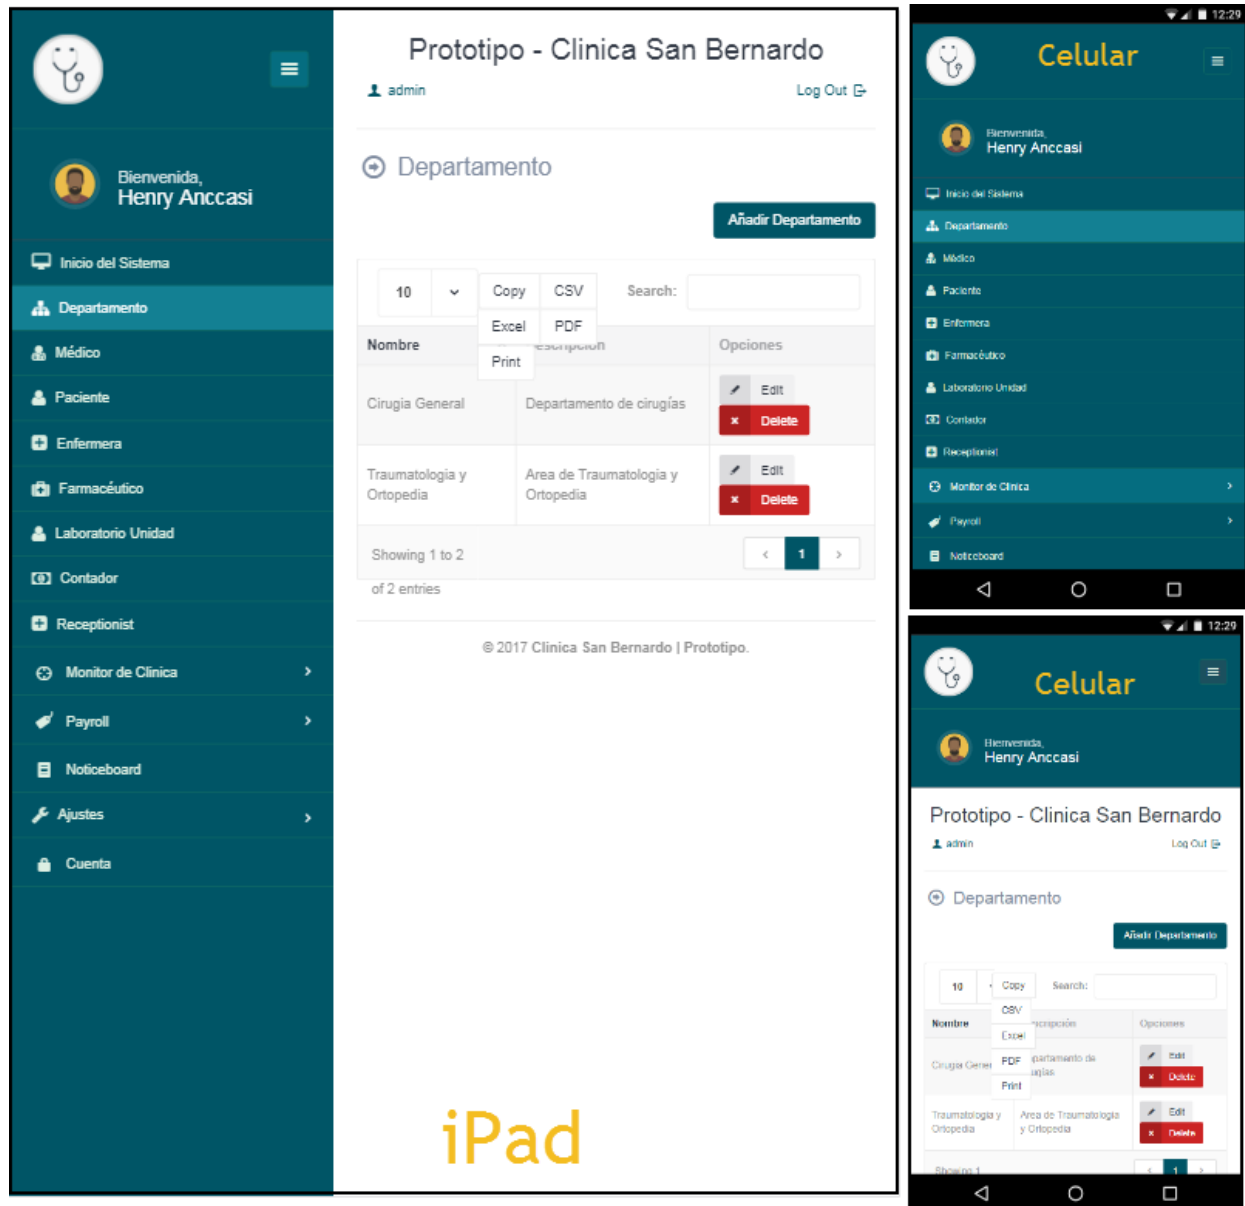 Prototipo - Clinica San Bernardo
admin
Log Out
Bienvenida,
Henry Anccasi
Inicio del Sistema
Departamento
Médico
Paciente
Enfermera
Farmacéutico
Laboratorio Unidad
Contador
Receptionist
Monitor de Clinica
Payroll
Noticeboard
Ajustes
Cuenta
Departamento
Añadir Departamento
10 Copy CSV Search:
Excel PDF
Print
Nombre Descripción Opciones
Cirugia General Departamento de cirugías Edit
Delete
Traumatologia y Area de Traumatologia y Edit
Ortopedia Ortopedia Delete
Showing 1 to 2
of 2 entries
1
© 2017 Clinica San Bernardo | Prototipo.
iPad
12:29
Celular
Bienvenida,
Henry Anccasi
Inicio del Sistema
Departamento
Médico
Paciente
Enfermera
Farmacéutico
Laboratorio Unidad
Contador
Receptionist
Monitor de Clinica
Payroll
Noticeboard
12:29
Celular
Bienvenida,
Henry Anccasi
Prototipo - Clinica San Bernardo
admin
Log Out
Departamento
Añadir Departamento
10 Copy Search:
CSV
Nombre Opciones
Excel
PDF
Print
Edit
Delete
Traumatologia y Area de Traumatologia Edit
Ortopedia y Ortopedia Delete
Showing 1
1